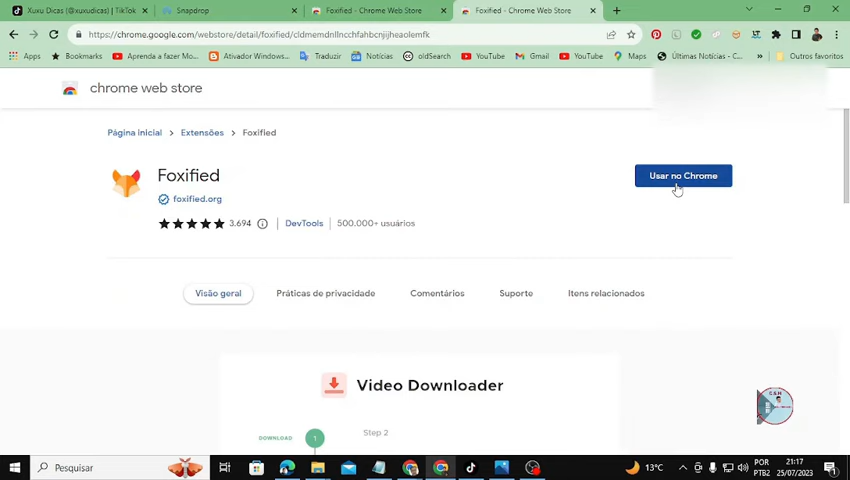 Xuxu Dicas (@xuxudicas) | TikTok
Snapdrop
Foxified - Chrome Web Store
Foxified - Chrome Web Store
https://chrome.google.com/webstore/detail/foxified/cldmemdnllncchfahbcnjijheaolemfk
Apps
Bookmarks
Aprenda a fazer Mo...
Ativador Windows...
Traduzir
Notícias
oldSearch
YouTube
Gmail
YouTube
Maps
Últimas Notícias - C...
»
Outros favoritos
chrome web store
Página inicial > Extensões > Foxified
Foxified
Usar no Chrome
foxified.org
3.694
DevTools
500.000+ usuários
Visão geral
Práticas de privacidade
Comentários
Suporte
Itens relacionados
Video Downloader
Step 2
DOWNLOAD
1
Pesquisar
13°C
POR
PTB2
21:17
25/07/2023